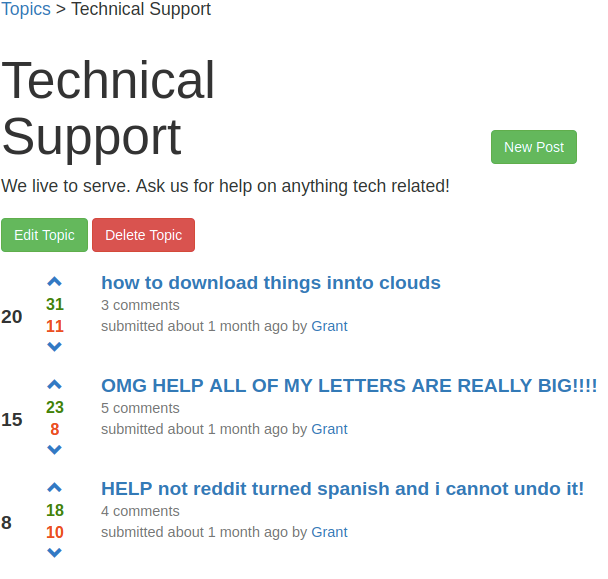 Topics > Technical Support
Technical
Support
New Post
We live to serve. Ask us for help on anything tech related!
Edit Topic
Delete Topic
20
31
11
how to download things innto clouds
3 comments
submitted about 1 month ago by Grant
15
23
8
OMG HELP ALL OF MY LETTERS ARE REALLY BIG!!!!
5 comments
submitted about 1 month ago by Grant
8
18
10
HELP not reddit turned spanish and i cannot undo it!
4 comments
submitted about 1 month ago by Grant